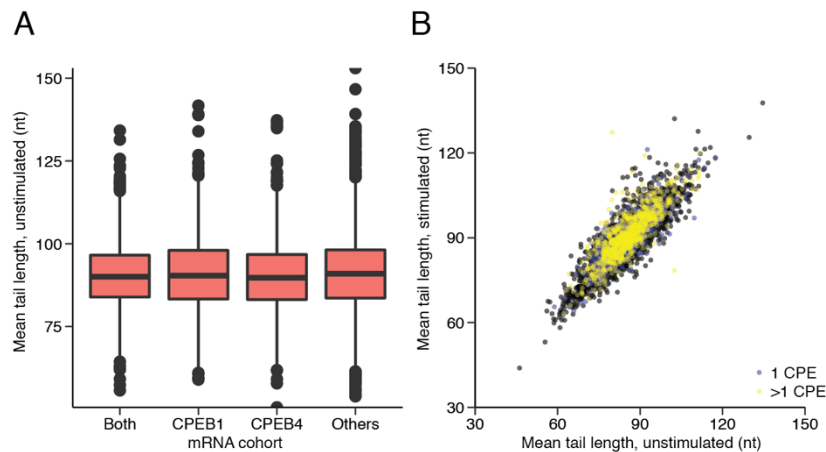 A
Mean tail length, unstimulated (nt)
150
125
100
75
Both CPEB1 CPEB4 Others
mRNA cohort
B
Mean tail length, stimulated (nt)
150
120
90
60
30
30 60 90 120 150
Mean tail length, unstimulated (nt)
1 CPE
>1 CPE